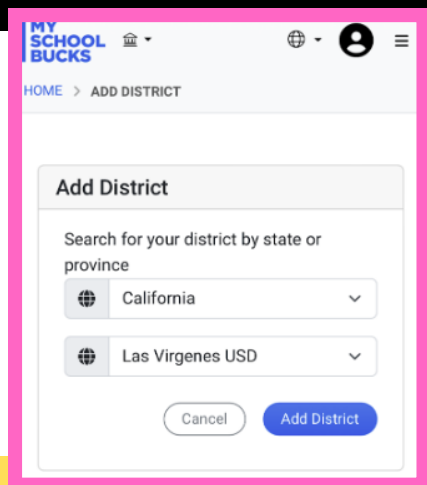 MY
SCHOOL
BUCKS
HOME > ADD DISTRICT
Add District
Search for your district by state or
province
California
Las Virgenes USD
Cancel Add District